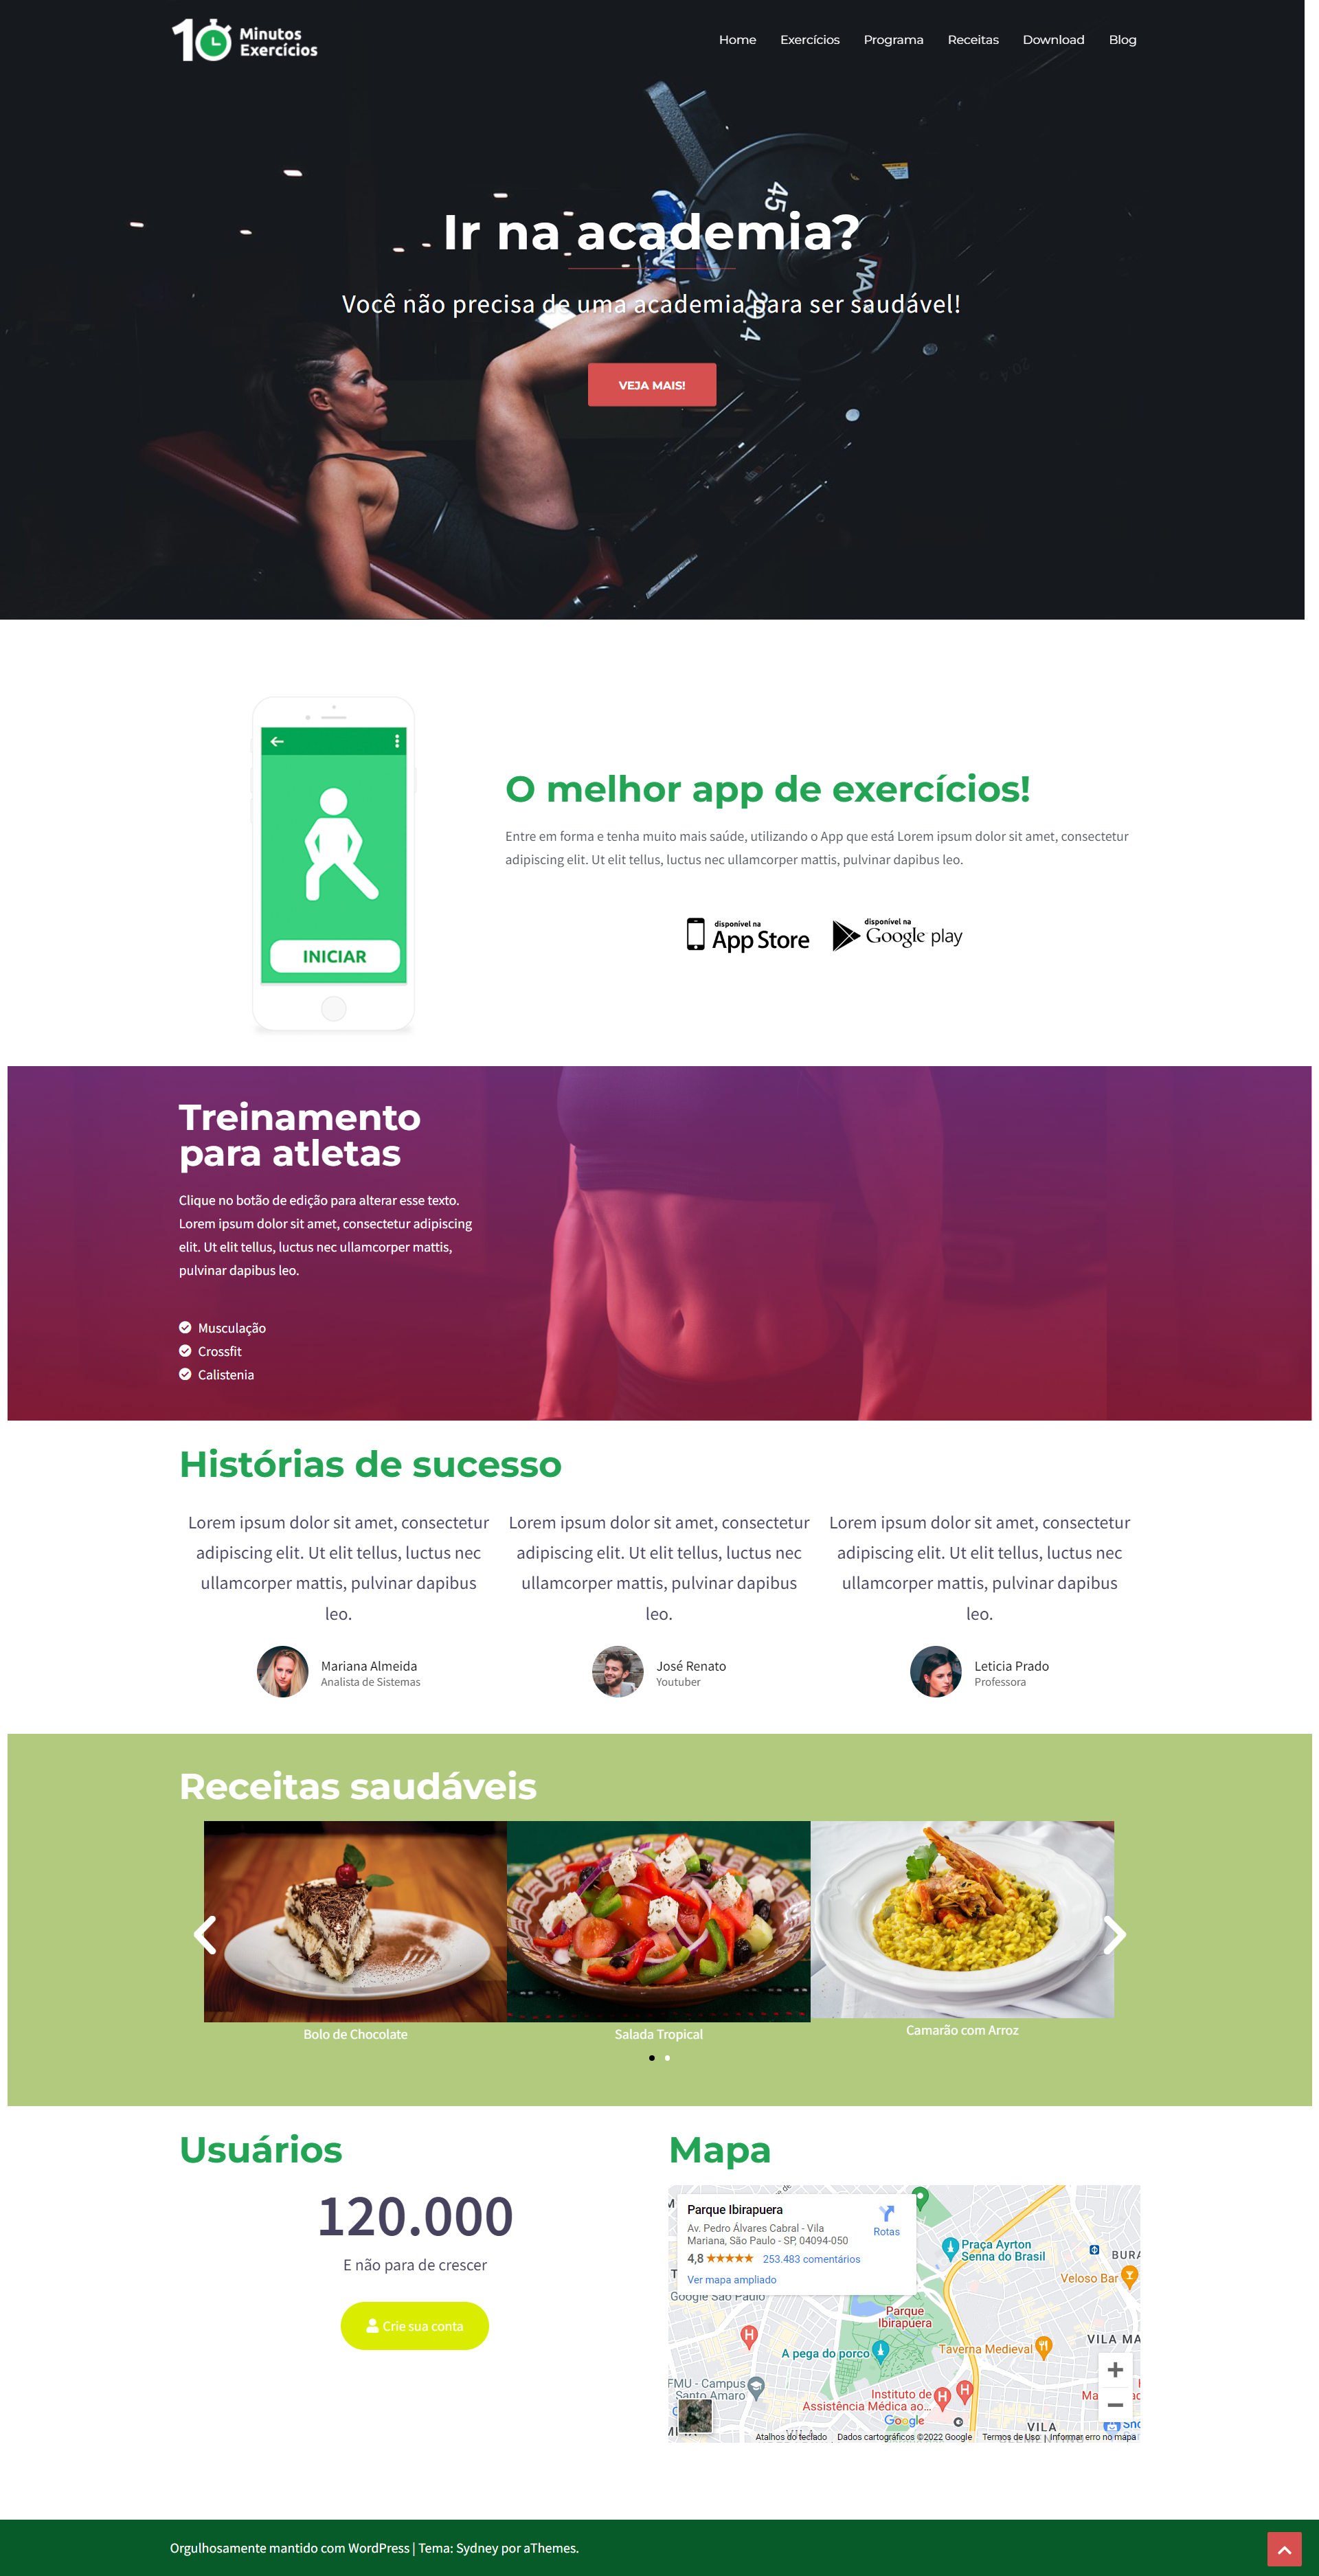 10 Minutos
Exercícios
Home Exercícios Programa Receitas Download Blog
45
Ir na academia?
Você não precisa de uma academia para ser saudável!
20.4
VEJA MAIS!
INICIAR
O melhor app de exercícios!
Entre em forma e tenha muito mais saúde, utilizando o App que está Lorem ipsum dolor sit amet, consectetur
adipiscing elit. Ut elit tellus, luctus nec ullamcorper mattis, pulvinar dapibus leo.
disponível na
App Store
disponível na
Google play
Treinamento
para atletas
Clique no botão de edição para alterar esse texto.
Lorem ipsum dolor sit amet, consectetur adipiscing
elit. Ut elit tellus, luctus nec ullamcorper mattis,
pulvinar dapibus leo.
Musculação
Crossfit
Calistenia
Histórias de sucesso
Lorem ipsum dolor sit amet, consectetur
adipiscing elit. Ut elit tellus, luctus nec
ullamcorper mattis, pulvinar dapibus
leo.
Mariana Almeida
Analista de Sistemas
Lorem ipsum dolor sit amet, consectetur
adipiscing elit. Ut elit tellus, luctus nec
ullamcorper mattis, pulvinar dapibus
leo.
José Renato
Youtuber
Lorem ipsum dolor sit amet, consectetur
adipiscing elit. Ut elit tellus, luctus nec
ullamcorper mattis, pulvinar dapibus
leo.
Leticia Prado
Professora
Receitas saudáveis
Bolo de Chocolate
Salada Tropical
Camarão com Arroz
Usuários
120.000
E não para de crescer
Crie sua conta
Mapa
Parque Ibirapuera
Av. Pedro Álvares Cabral - Vila
Mariana, São Paulo - SP, 04094-050
4,8 ★★★★★ 253.483 comentários
Ver mapa ampliado
Rotas
Google São Paulo
Praça Ayrton
Senna do Brasil
BURA
Veloso Bar
Parque
Ibirapuera
VILA MA
A pega do porco
Taverna Medieval
FMU - Campus
Santo Amaro
Instituto de
Assistência Médica ao...
Google
VILA
Atalhos do teclado Dados cartográficos ©2022 Google Termos de Uso Informar erro no mapa
Orgulhosamente mantido com WordPress | Tema: Sydney por aThemes.